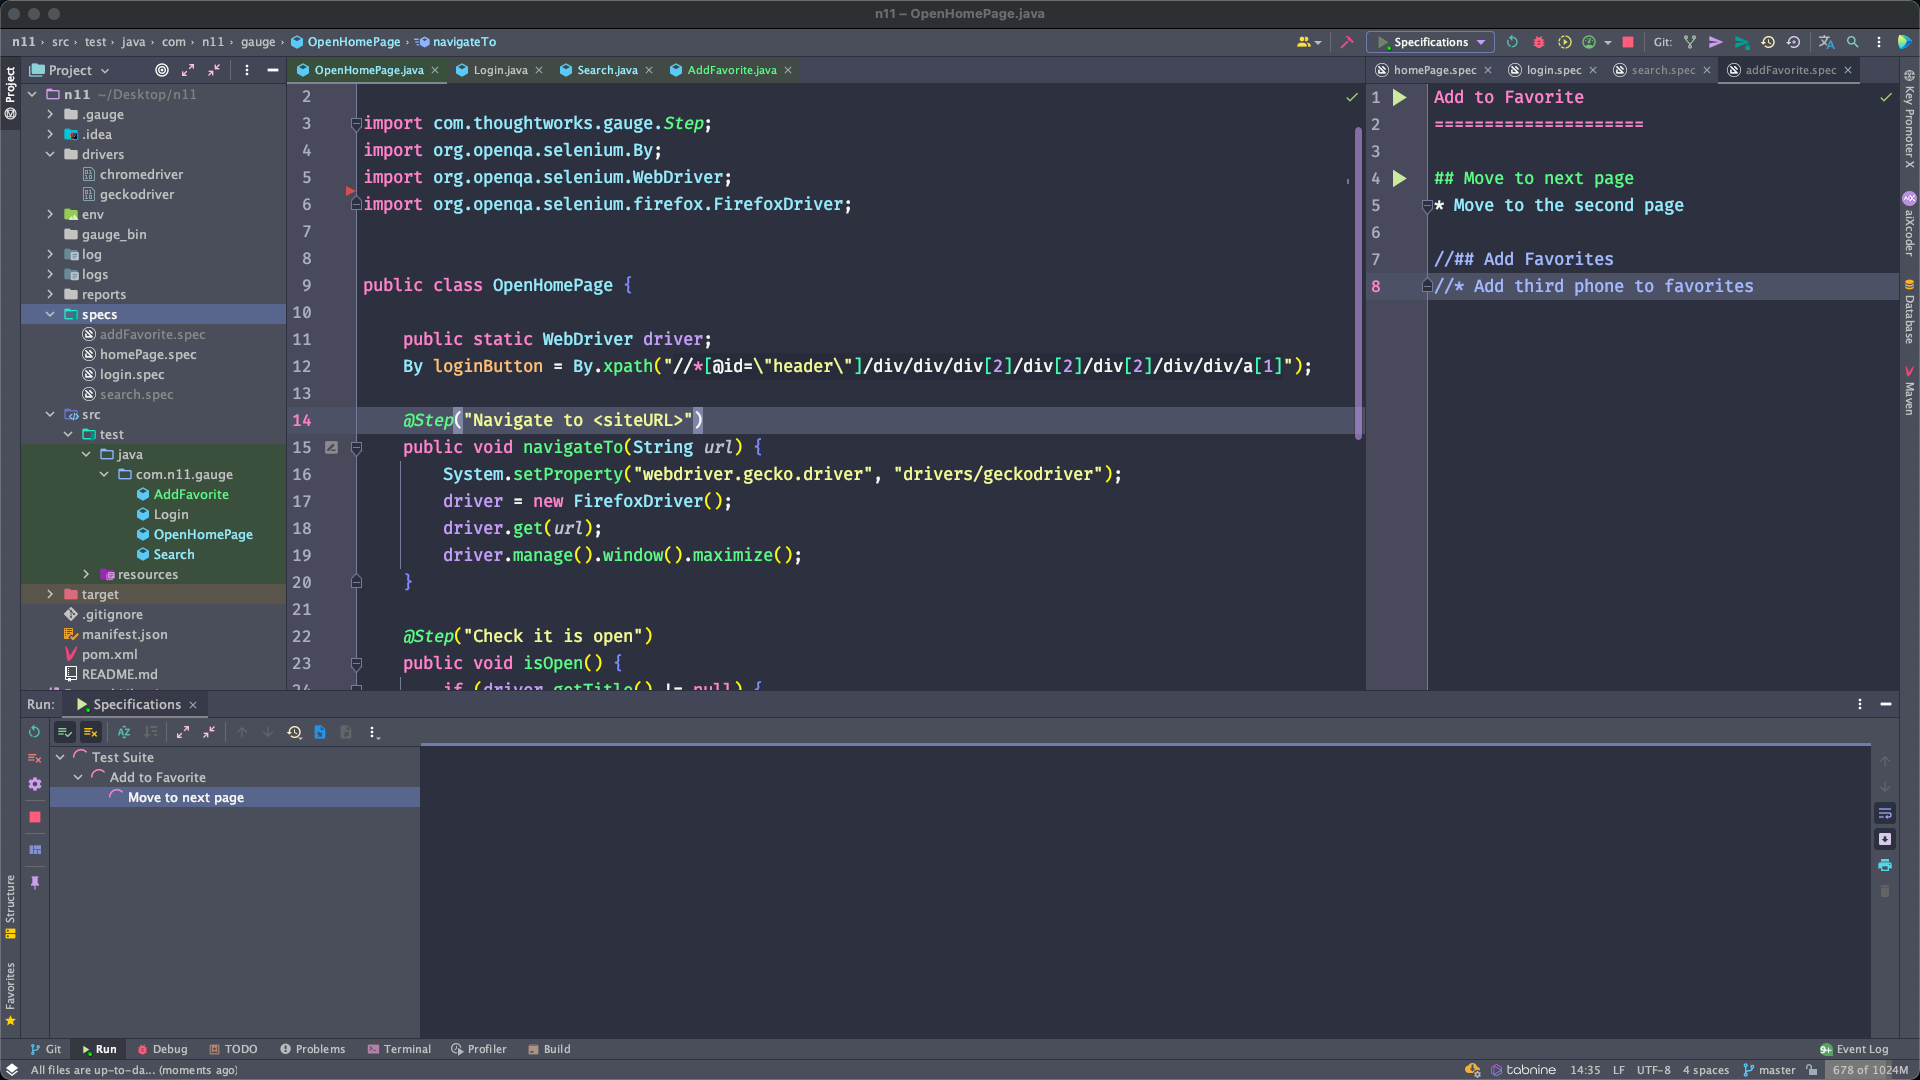 n11 – OpenHomePage.java
n11 › src › test › java › com › n11 › gauge › OpenHomePage › navigateTo
Specifications
Git:
Project
Project
OpenHomePage.java
Login.java
Search.java
AddFavorite.java
homePage.spec
login.spec
search.spec
addFavorite.spec
n11 ~/Desktop/n11
.gauge
.idea
drivers
chromedriver
geckodriver
env
gauge_bin
log
logs
reports
specs
addFavorite.spec
homePage.spec
login.spec
search.spec
src
test
java
com.n11.gauge
AddFavorite
Login
OpenHomePage
Search
resources
target
.gitignore
manifest.json
pom.xml
README.md
2
3 import com.thoughtworks.gauge.Step;
4 import org.openqa.selenium.By;
5 import org.openqa.selenium.WebDriver;
6 import org.openqa.selenium.firefox.FirefoxDriver;
7
8
9 public class OpenHomePage {
10
11 public static WebDriver driver;
12 By loginButton = By.xpath("//*[@id=\"header\"]/div/div/div[2]/div[2]/div[2]/div/div/a[1]");
13
14 @Step("Navigate to <siteURL>")
15 public void navigateTo(String url) {
16 System.setProperty("webdriver.gecko.driver", "drivers/geckodriver");
17 driver = new FirefoxDriver();
18 driver.get(url);
19 driver.manage().window().maximize();
20 }
21
22 @Step("Check it is open")
23 public void isOpen() {
24 if (driver.getTitle() != null) {
1 Add to Favorite
2 =====================
3
4 ## Move to next page
5 * Move to the second page
6
7 //## Add Favorites
8 //* Add third phone to favorites
Key Promoter X
aiXcoder
Database
Maven
Run: Specifications
Test Suite
Add to Favorite
Move to next page
Structure
Favorites
Git
Run
Debug
TODO
Problems
Terminal
Profiler
Build
9+ Event Log
All files are up-to-da... (moments ago)
tabnine
14:35
LF
UTF-8
4 spaces
master
678 of 1024M